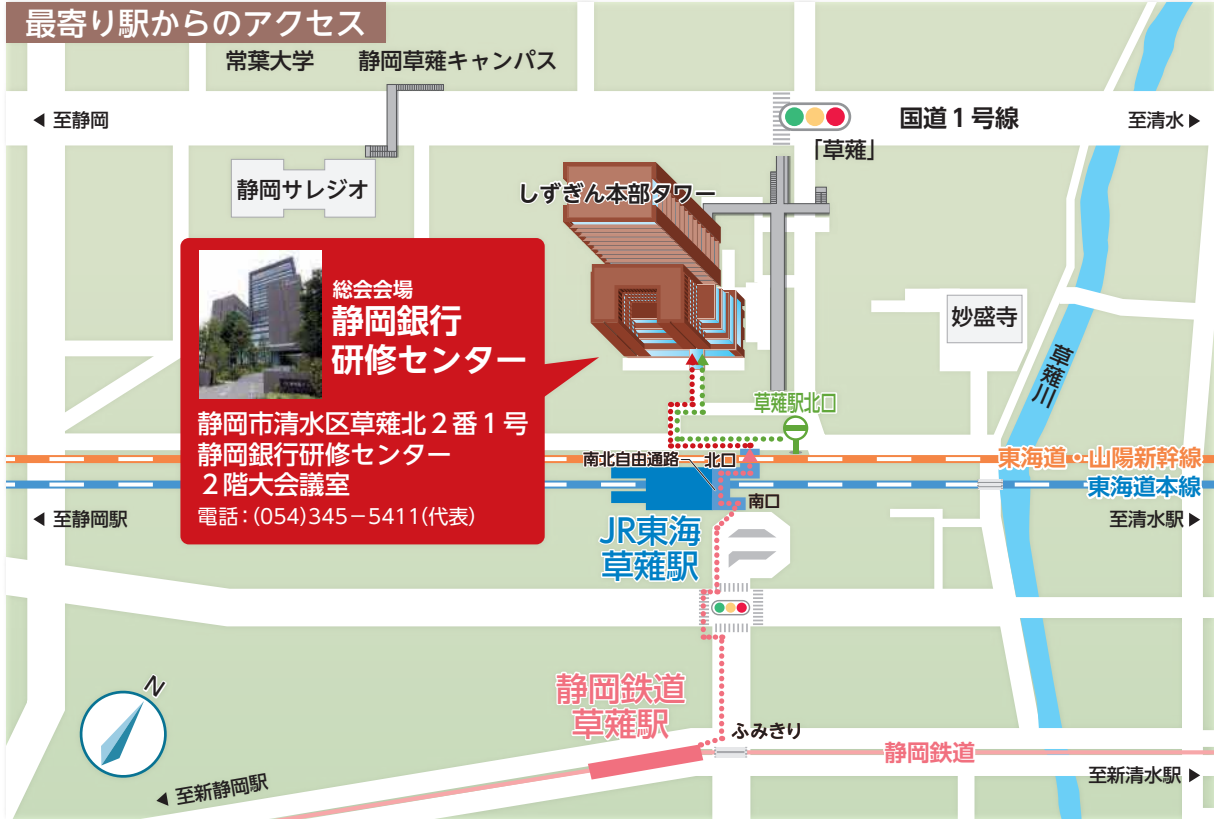 最寄り駅からのアクセス
常葉大学 静岡草薙キャンパス
◀ 至静岡
国道1号線
至清水 ▶
「草薙」
静岡サレジオ
しずぎん本部タワー
総会会場
静岡銀行
研修センター
静岡市清水区草薙北2番1号
静岡銀行研修センター
2階大会議室
電話:(054)345-5411(代表)
妙盛寺
草薙川
草薙駅北口
南北自由通路
北口
東海道・山陽新幹線
東海道本線
南口
◀ 至静岡駅
至清水駅 ▶
JR東海
草薙駅
静岡鉄道
草薙駅
N
ふみきり
静岡鉄道
◀ 至新静岡駅
至新清水駅 ▶